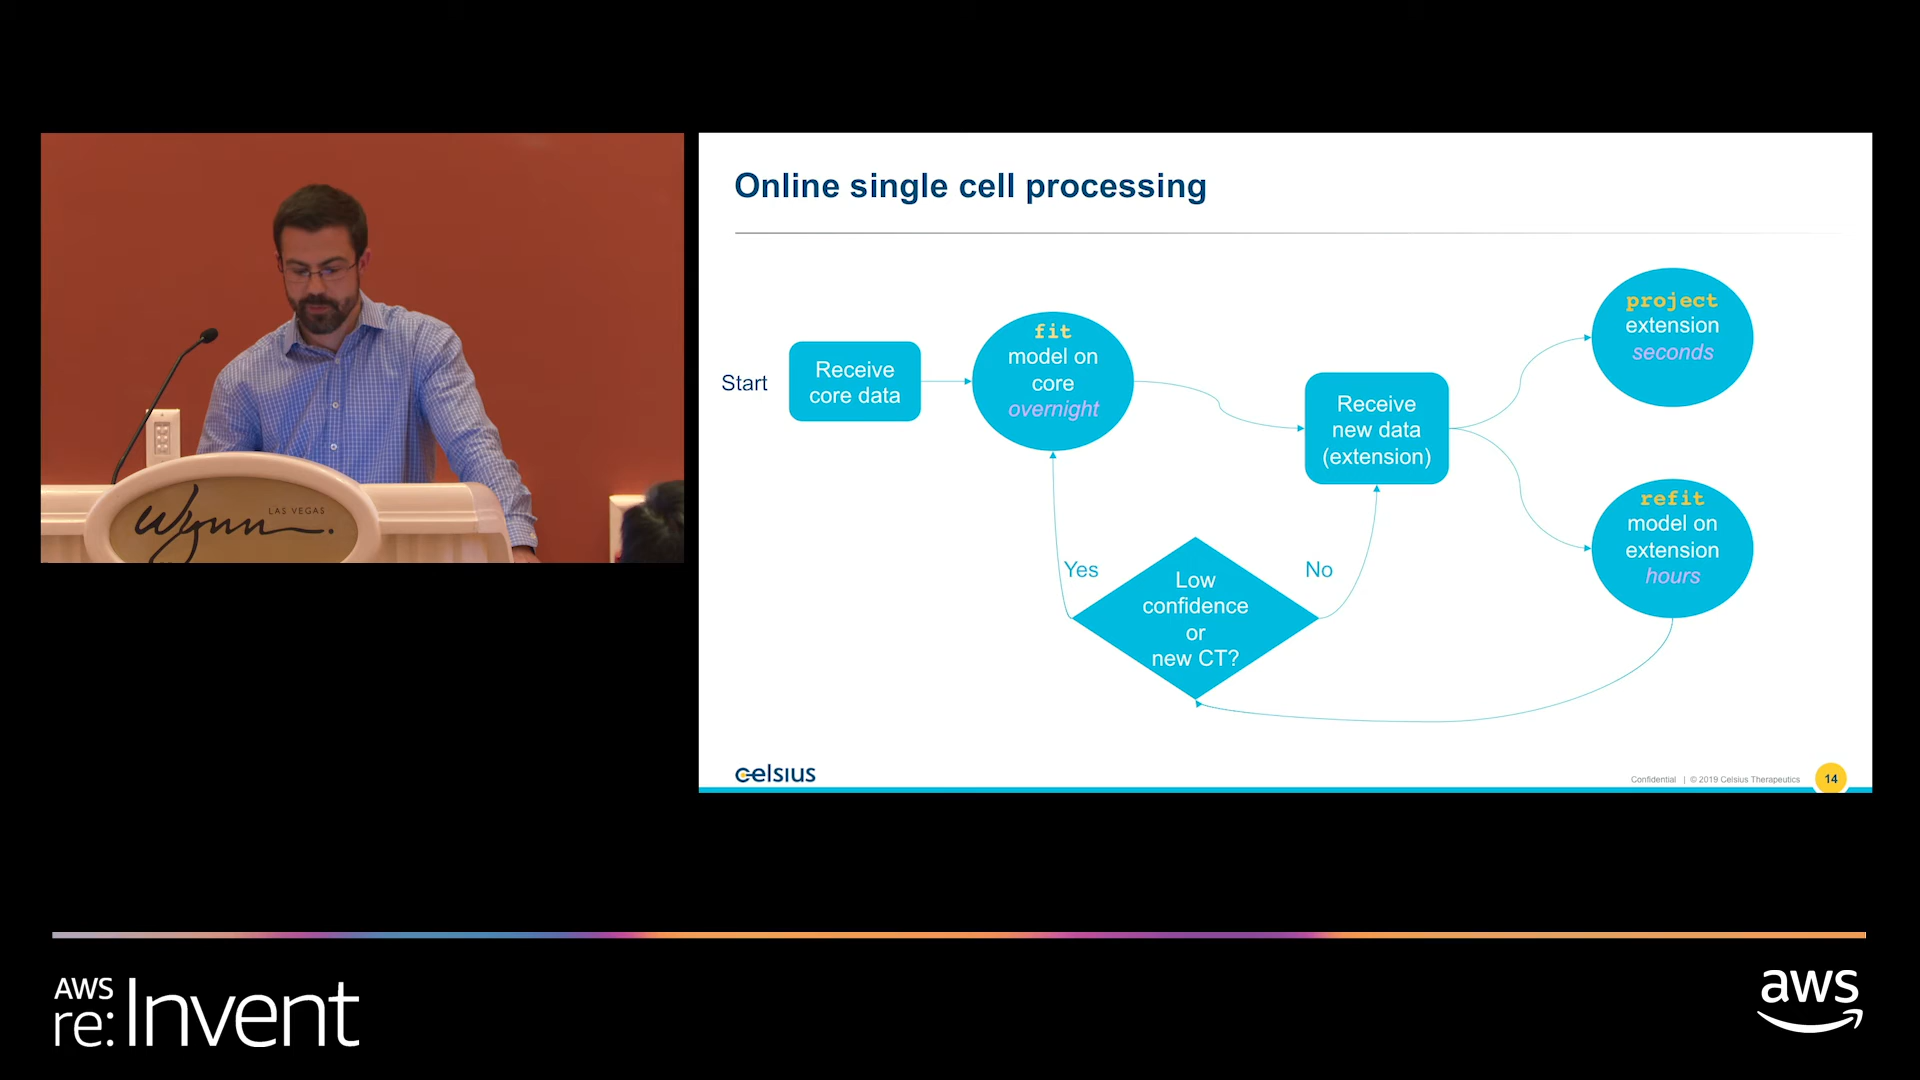 Wynn.
LAS VEGAS
Online single cell processing
Start
Receive
core data
fit
model on
core
overnight
Receive
new data
(extension)
project
extension
seconds
refit
model on
extension
hours
Yes
No
Low
confidence
or
new CT?
celsius
Confidential | © 2019 Celsius Therapeutics
14
AWS
re:Invent
aws